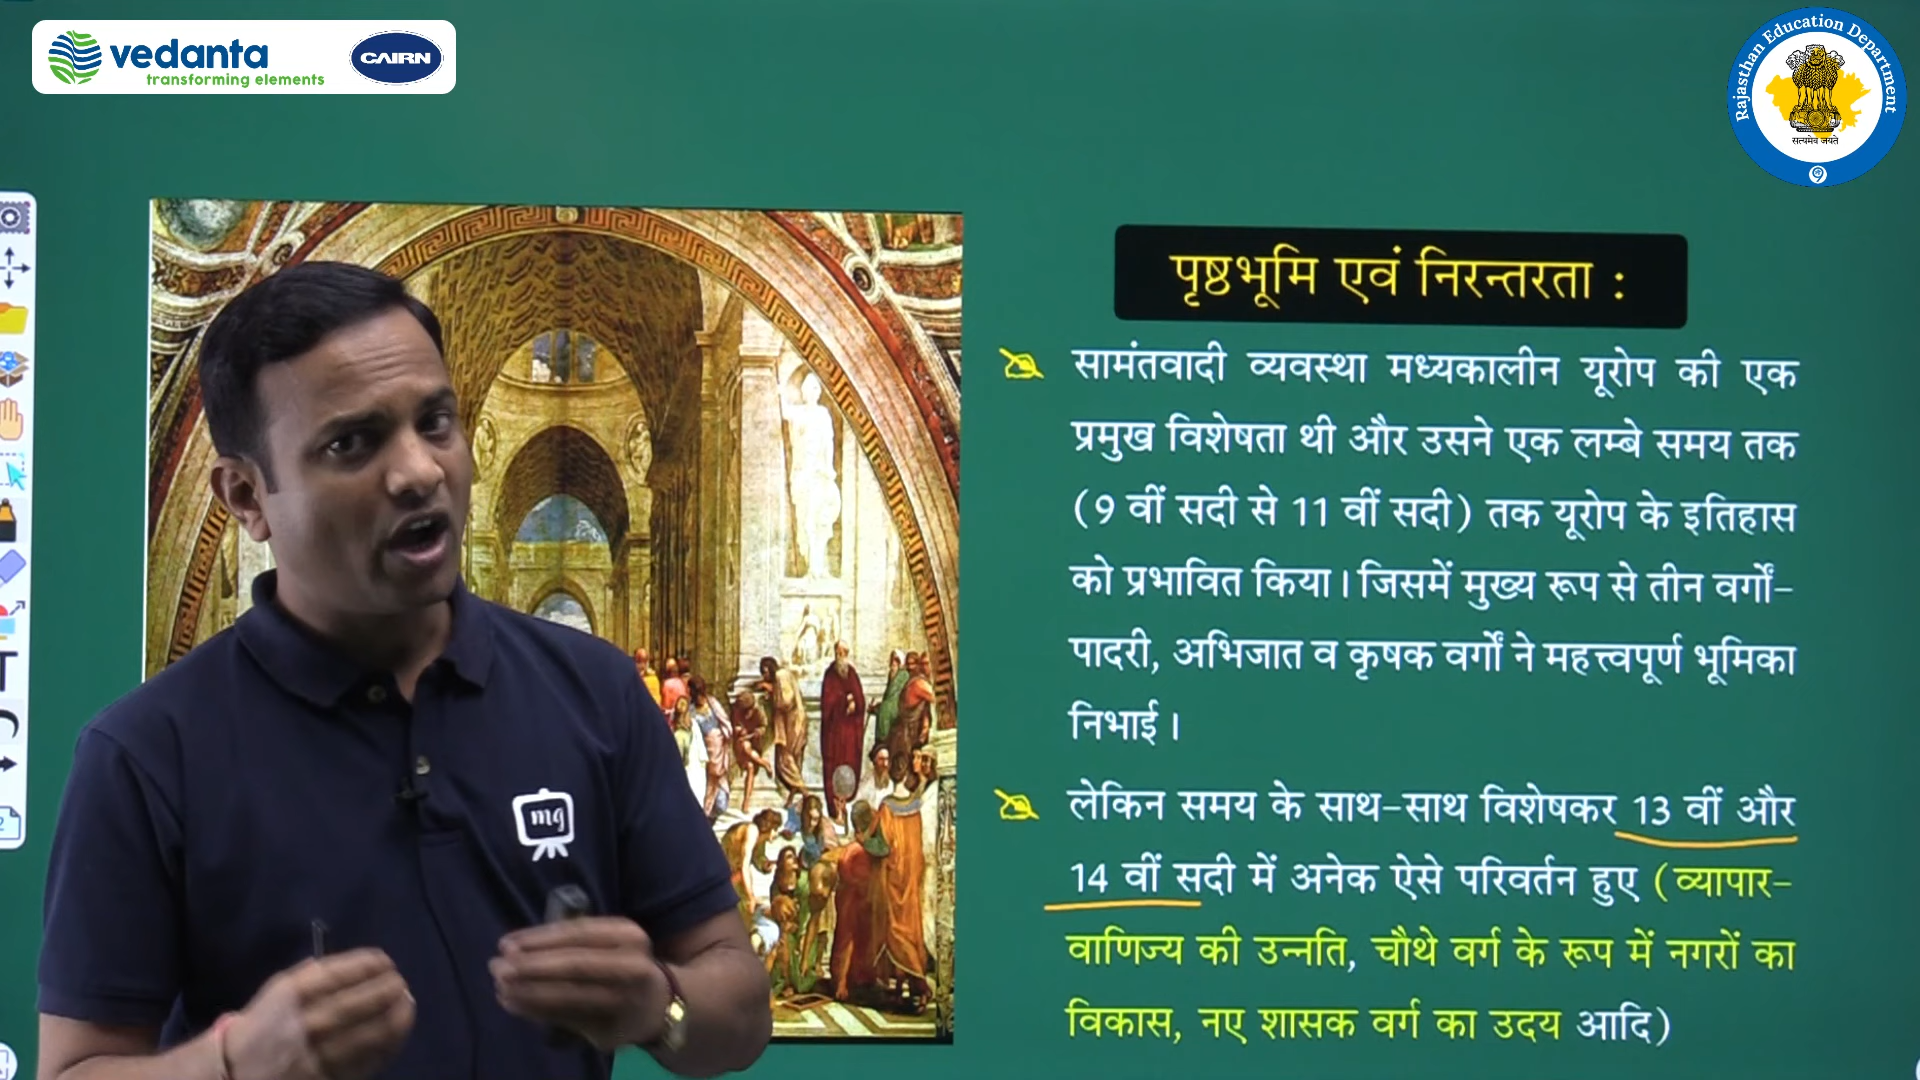 vedanta
transforming elements
CAIRN
Rajasthan Education Department
सत्यमेव जयते
पृष्ठभूमि एवं निरन्तरता :
सामंतवादी व्यवस्था मध्यकालीन यूरोप की एक
प्रमुख विशेषता थी और उसने एक लम्बे समय तक
(9 वीं सदी से 11 वीं सदी) तक यूरोप के इतिहास
को प्रभावित किया। जिसमें मुख्य रूप से तीन वर्गों-
पादरी, अभिजात व कृषक वर्गों ने महत्त्वपूर्ण भूमिका
निभाई।
लेकिन समय के साथ-साथ विशेषकर 13 वीं और
14 वीं सदी में अनेक ऐसे परिवर्तन हुए (व्यापार-
वाणिज्य की उन्नति, चौथे वर्ग के रूप में नगरों का
विकास, नए शासक वर्ग का उदय आदि)
mg